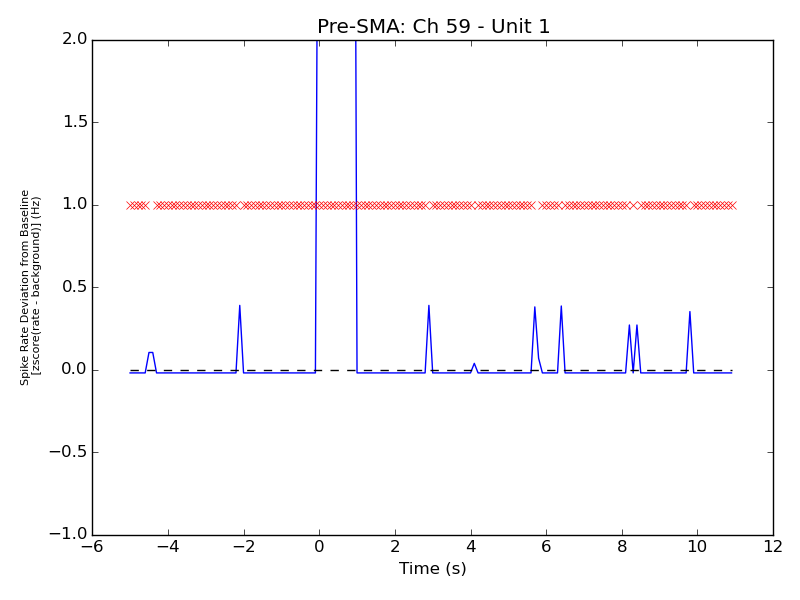 Pre-SMA: Ch 59 - Unit 1
2.0
1.5
1.0
0.5
0.0
−0.5
−1.0
Spike Rate Deviation from Baseline
[zscore(rate - background)] (Hz)
−6 −4 −2 0 2 4 6 8 10 12
Time (s)